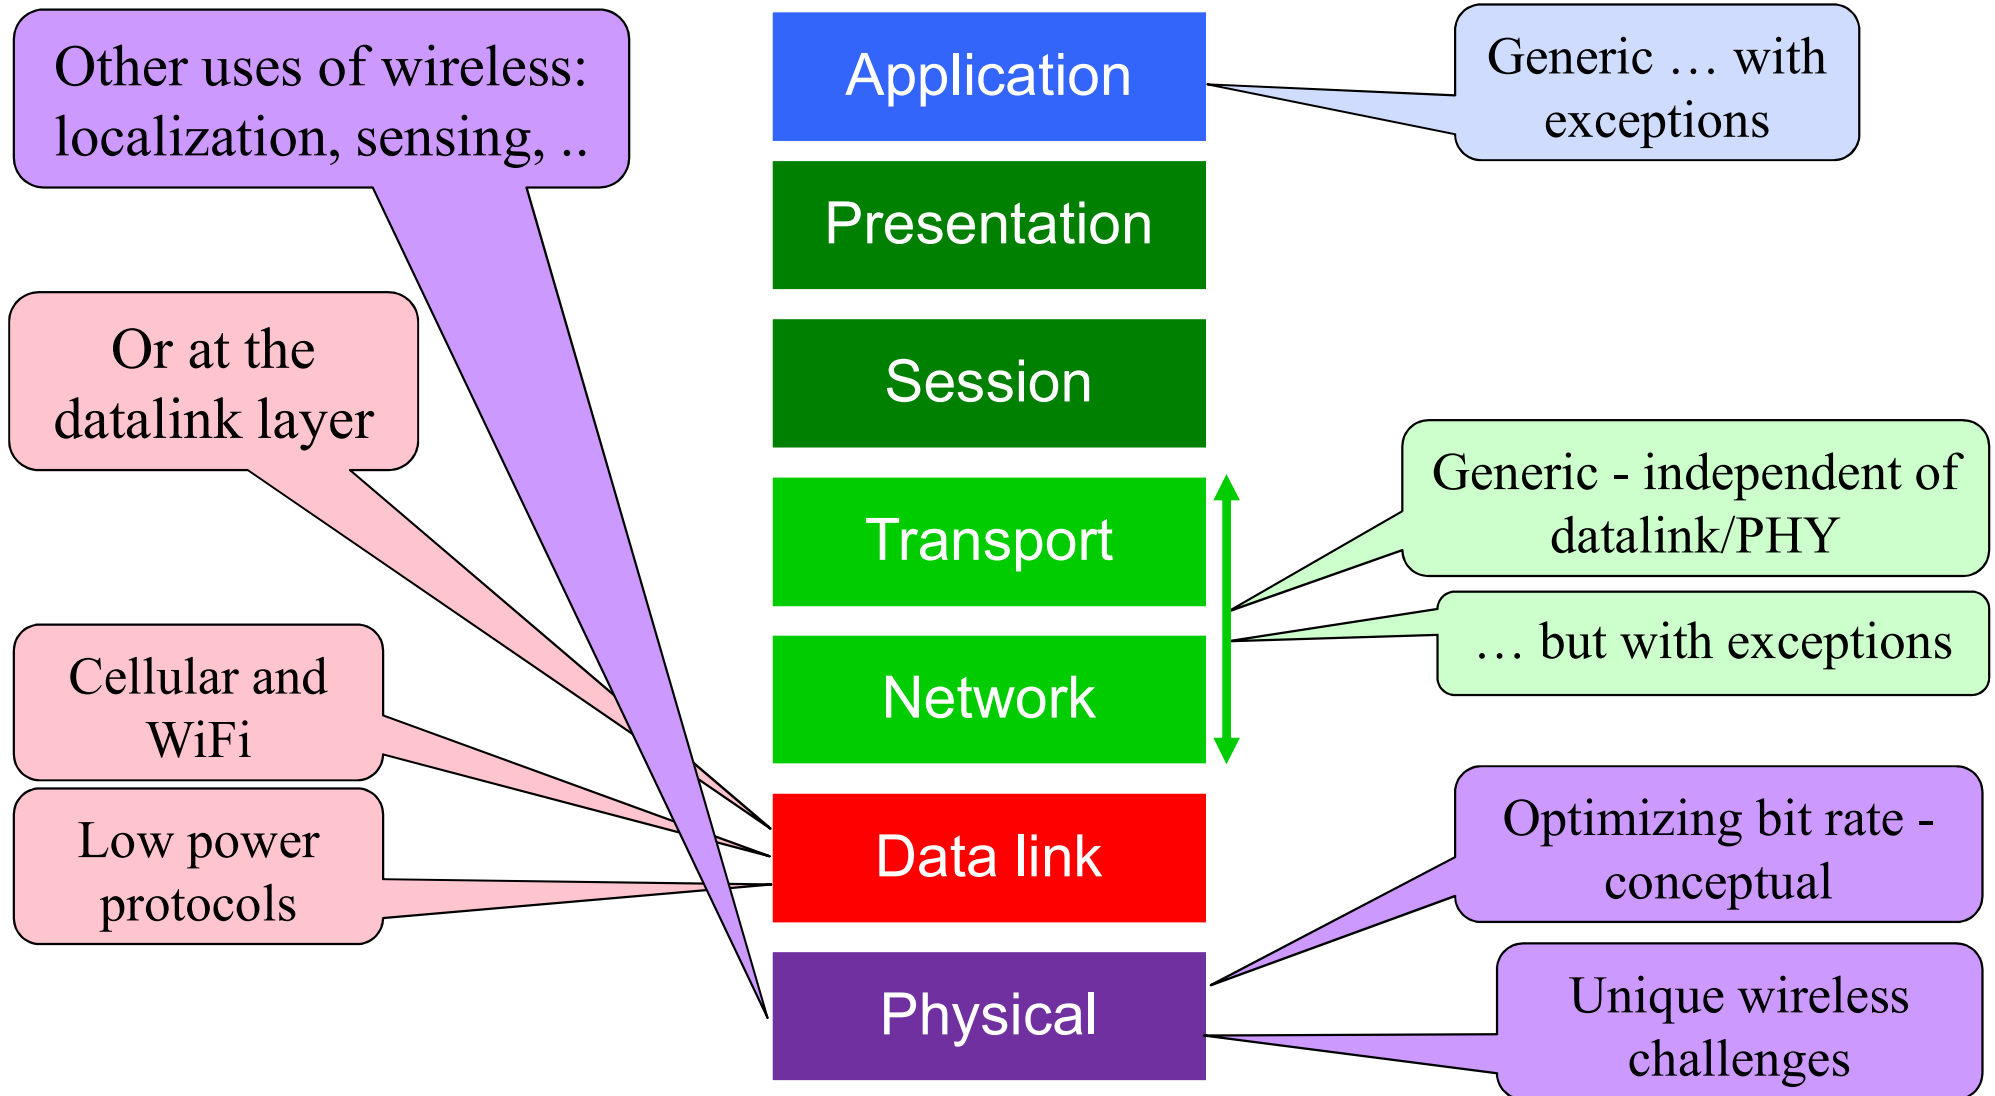 Other uses of wireless:
localization, sensing, ..
Or at the
datalink layer
Cellular and
WiFi
Low power
protocols
Application
Presentation
Session
Transport
Network
Data link
Physical
Generic … with
exceptions
Generic - independent of
datalink/PHY
… but with exceptions
Optimizing bit rate -
conceptual
Unique wireless
challenges